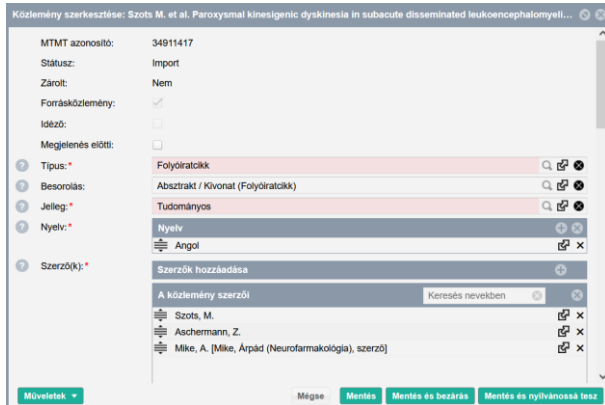 Közlemény szerkesztése: Szots M. et al. Paroxysmal kinesigenic dyskinesia in subacute disseminated leukoencephalomyeli...
MTMT azonosító: 34911417
Státusz: Import
Zárolt: Nem
Forrásközlemény:
Idéző:
Megjelenés előtti:
Típus:* Folyóiratcikk
Besorolás: Absztrakt / Kivonat (Folyóiratcikk)
Jelleg:* Tudományos
Nyelv:* Nyelv
Angol
Szerző(k):* Szerzők hozzáadása
A közlemény szerzői Keresés nevekben
Szots, M.
Aschermann, Z.
Mike, A. [Mike, Árpád (Neurofarmakológia), szerző]
Műveletek Mégse Mentés Mentés és bezárás Mentés és nyilvánossá tesz